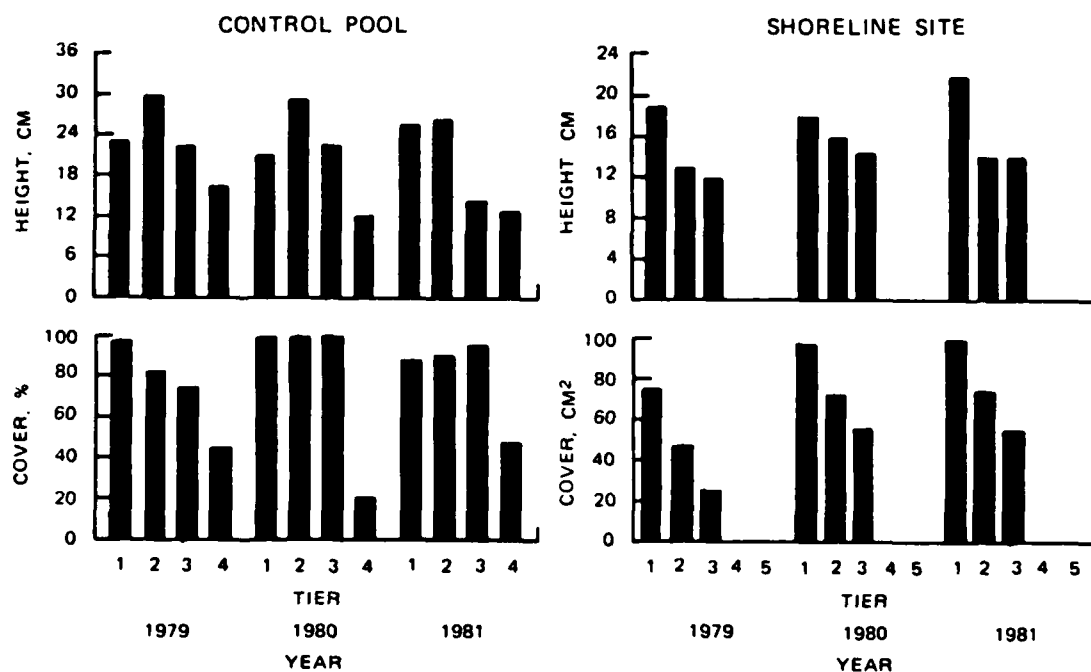 CONTROL POOL
HEIGHT, CM
36
30
24
18
12
6
0
COVER, %
100
80
60
40
20
0
1 2 3 4 1 2 3 4 1 2 3 4
TIER
1979 1980 1981
YEAR
SHORELINE SITE
HEIGHT CM
24
20
16
12
8
4
0
COVER, CM²
100
80
60
40
20
0
1 2 3 4 5 1 2 3 4 5 1 2 3 4 5
TIER
1979 1980 1981
YEAR